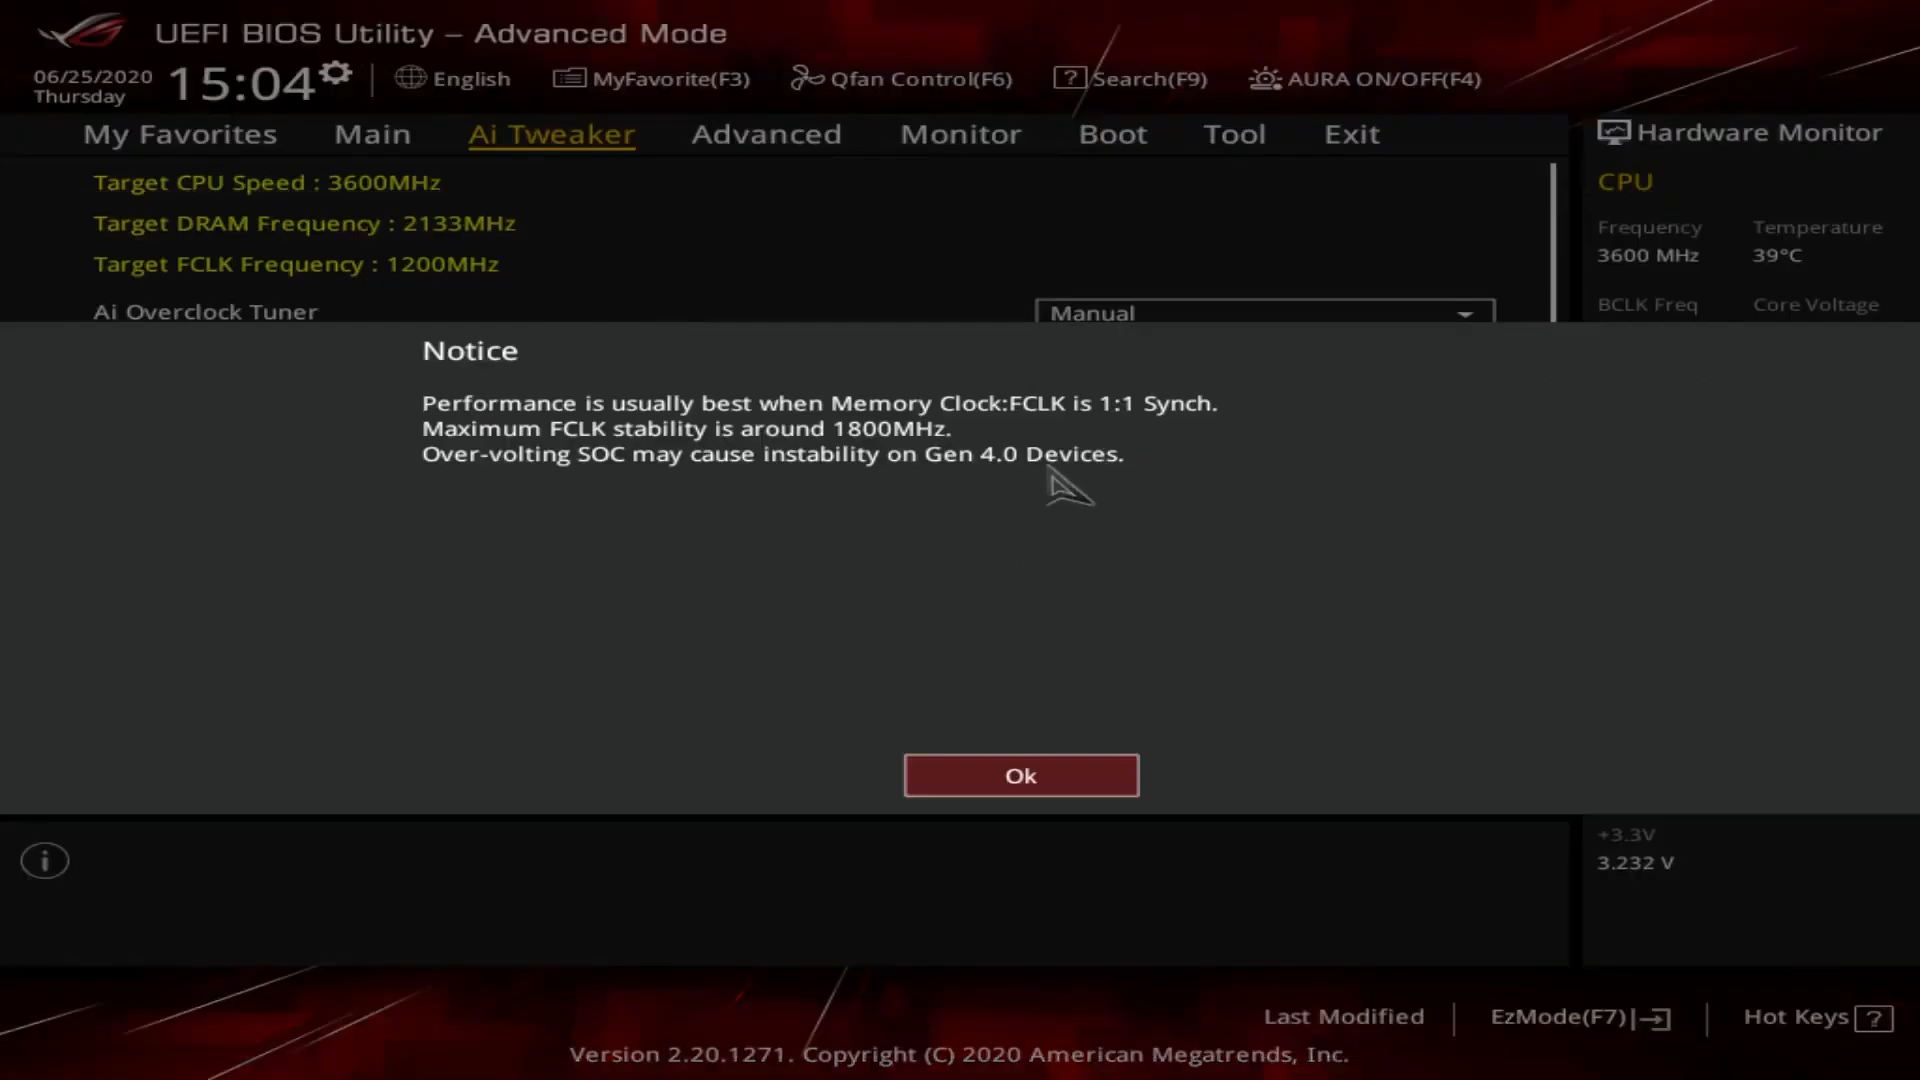 UEFI BIOS Utility – Advanced Mode
06/25/2020
Thursday
15:04
English
MyFavorite(F3)
Qfan Control(F6)
? Search(F9)
AURA ON/OFF(F4)
My Favorites
Main
Ai Tweaker
Advanced
Monitor
Boot
Tool
Exit
Hardware Monitor
Target CPU Speed : 3600MHz
Target DRAM Frequency : 2133MHz
Target FCLK Frequency : 1200MHz
Ai Overclock Tuner
Manual
CPU
Frequency
Temperature
3600 MHz
39°C
BCLK Freq
Core Voltage
Notice
Performance is usually best when Memory Clock:FCLK is 1:1 Synch.
Maximum FCLK stability is around 1800MHz.
Over-volting SOC may cause instability on Gen 4.0 Devices.
Ok
+3.3V
3.232 V
i
Last Modified
EzMode(F7)
Hot Keys ?
Version 2.20.1271. Copyright (C) 2020 American Megatrends, Inc.